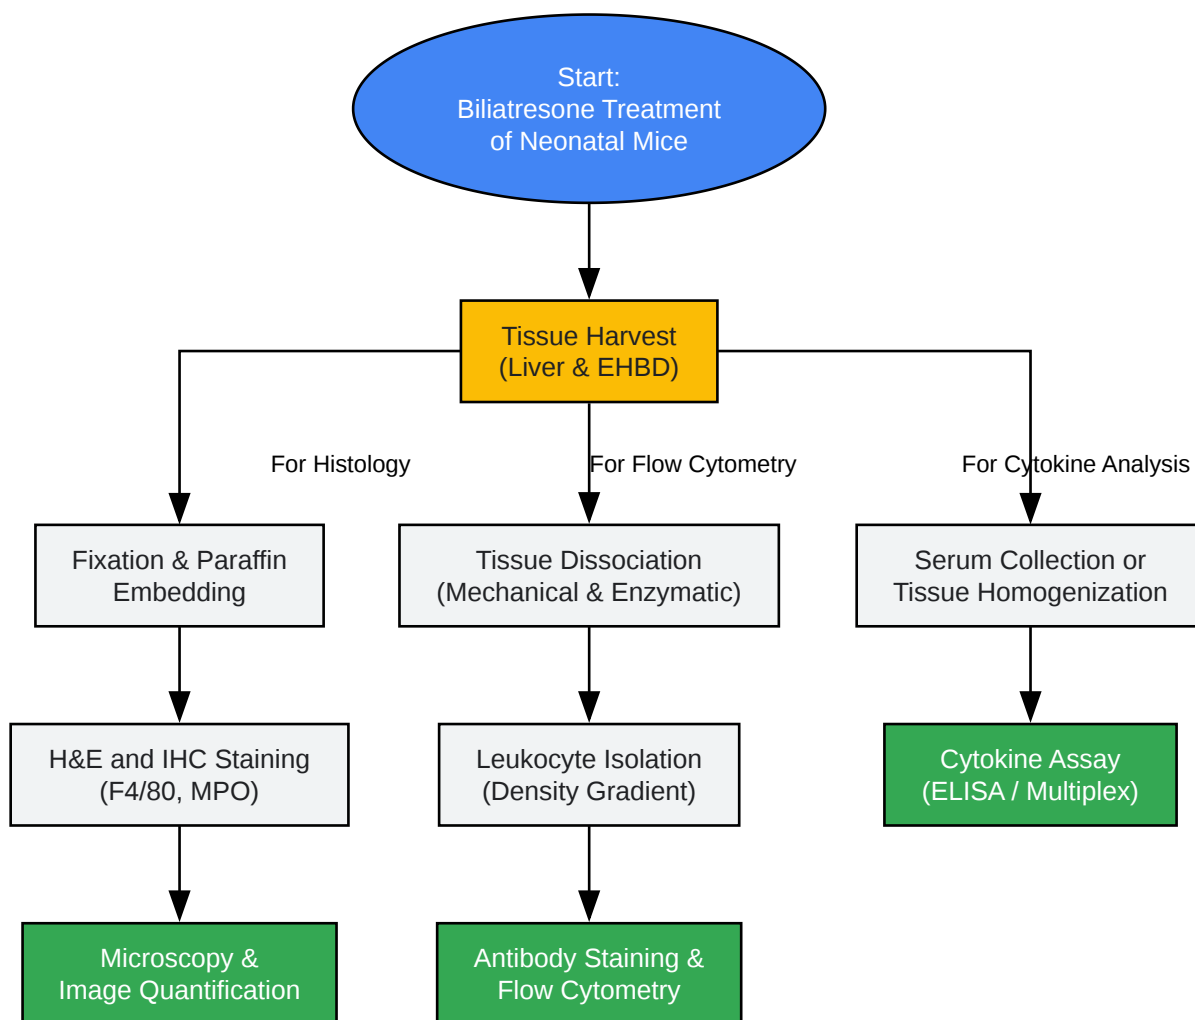 Start:
Biliatresone Treatment
of Neonatal Mice
Tissue Harvest
(Liver & EHBD)
For Histology
For Flow Cytometry
For Cytokine Analysis
Fixation & Paraffin
Embedding
Tissue Dissociation
(Mechanical & Enzymatic)
Serum Collection or
Tissue Homogenization
H&E and IHC Staining
(F4/80, MPO)
Leukocyte Isolation
(Density Gradient)
Cytokine Assay
(ELISA / Multiplex)
Microscopy &
Image Quantification
Antibody Staining &
Flow Cytometry